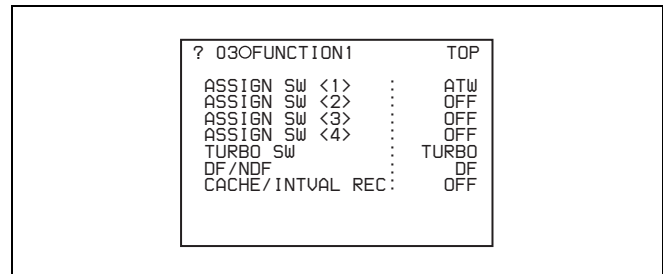 ? 03○FUNCTION1 TOP
ASSIGN SW <1> : ATW
ASSIGN SW <2> : OFF
ASSIGN SW <3> : OFF
ASSIGN SW <4> : OFF
TURBO SW : TURBO
DF/NDF : DF
CACHE/INTVAL REC: OFF